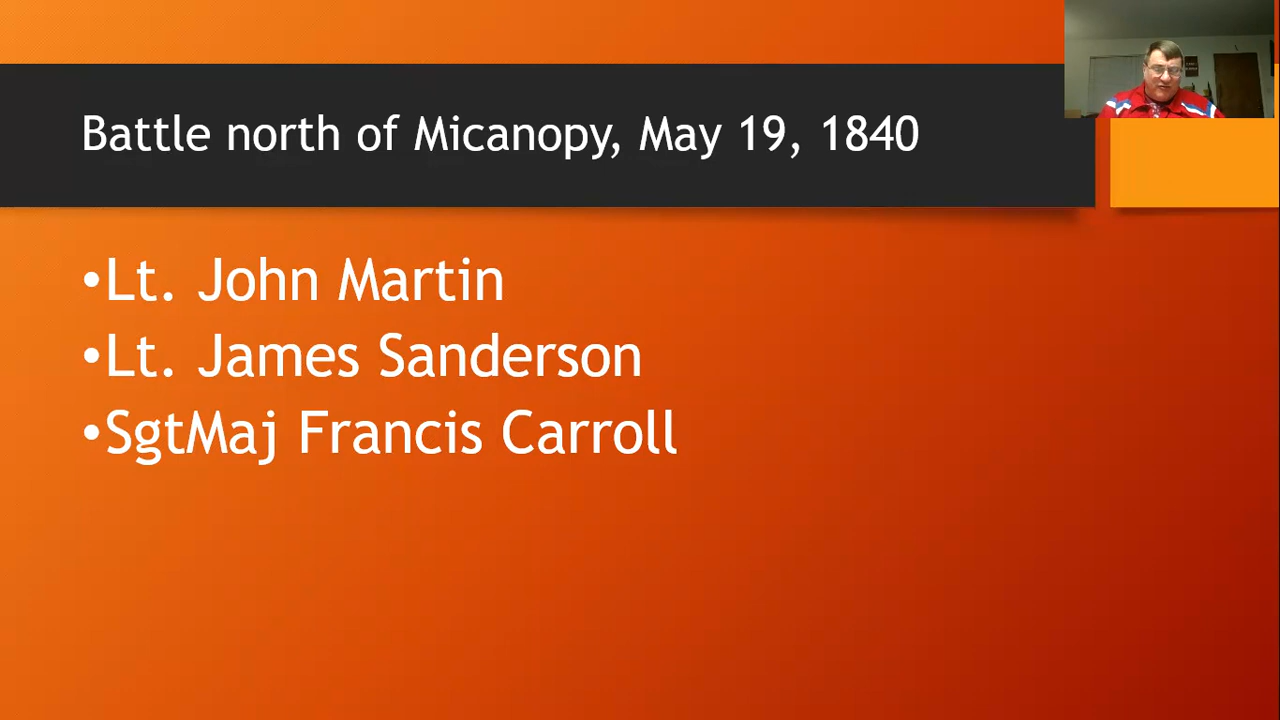 Battle north of Micanopy, May 19, 1840
•Lt. John Martin
•Lt. James Sanderson
•SgtMaj Francis Carroll